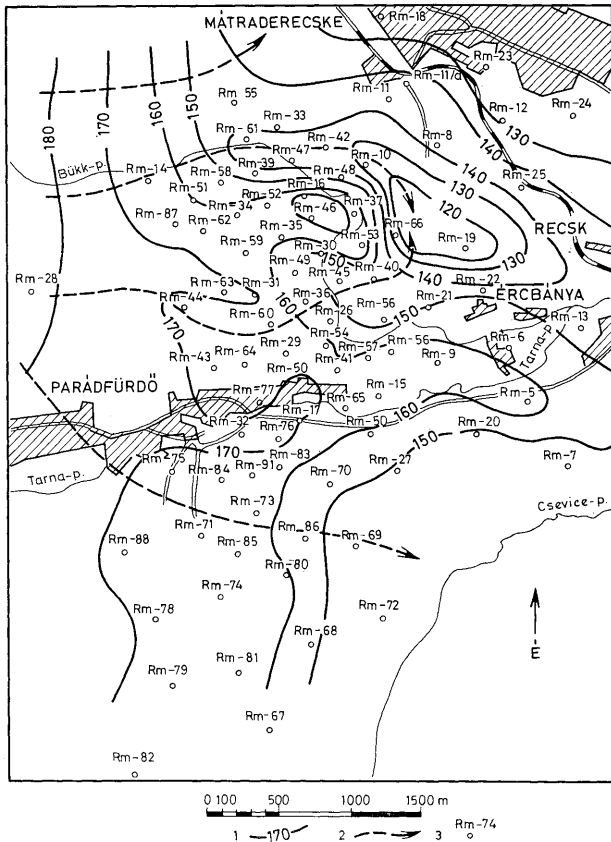 MÁTRADERECSKE
Rm-18
Rm-23
Rm-11/a
Rm-11
Rm-12
Rm-24
Rm 55
Rm-33
Rm-61
Rm-42
Rm-8
130
180
170
160
150
140
Rm-47
Rm-10
Rm-39
Rm-48
Bükk-p.
Rm-14
Rm-58
Rm-16
130
Rm-25
Rm-51
Rm-52
120
Rm-34
Rm-46
Rm-37
Rm-87
Rm-62
Rm-66
RECSK
Rm-35
Rm-53
Rm-19
Rm-59
Rm-30
150
130
Rm-49
Rm-45
Rm-40
140
Rm-28
Rm-63
Rm-31
Rm-22
ÉRCBÁNYA
Rm-44
160
Rm-36
Rm-21
Rm-13
Rm-60
Rm-26
Rm-56
150
170
Rm-54
Rm-6
Tarna-p.
Rm-29
Rm-57
Rm-56
Rm-43
Rm-64
Rm-41
Rm-9
Rm-50
PARÁDFÜRDŐ
Rm-77
Rm-15
Rm-5
Rm-17
Rm-65
160
Rm-32
Rm-76
Rm-50
150
Rm-20
170
Rm-83
Rm-75
Rm-91
Rm-84
Rm-70
Rm-27
Rm-7
Tarna-p.
Rm-73
Csevice-p.
Rm-71
Rm-86
Rm-69
Rm-88
Rm-85
Rm-80
Rm-74
Rm-72
Rm-78
Rm-68
É
Rm-81
Rm-79
Rm-67
Rm-82
0 100 500 1000 1500 m
1 170 2 3 Rm-74